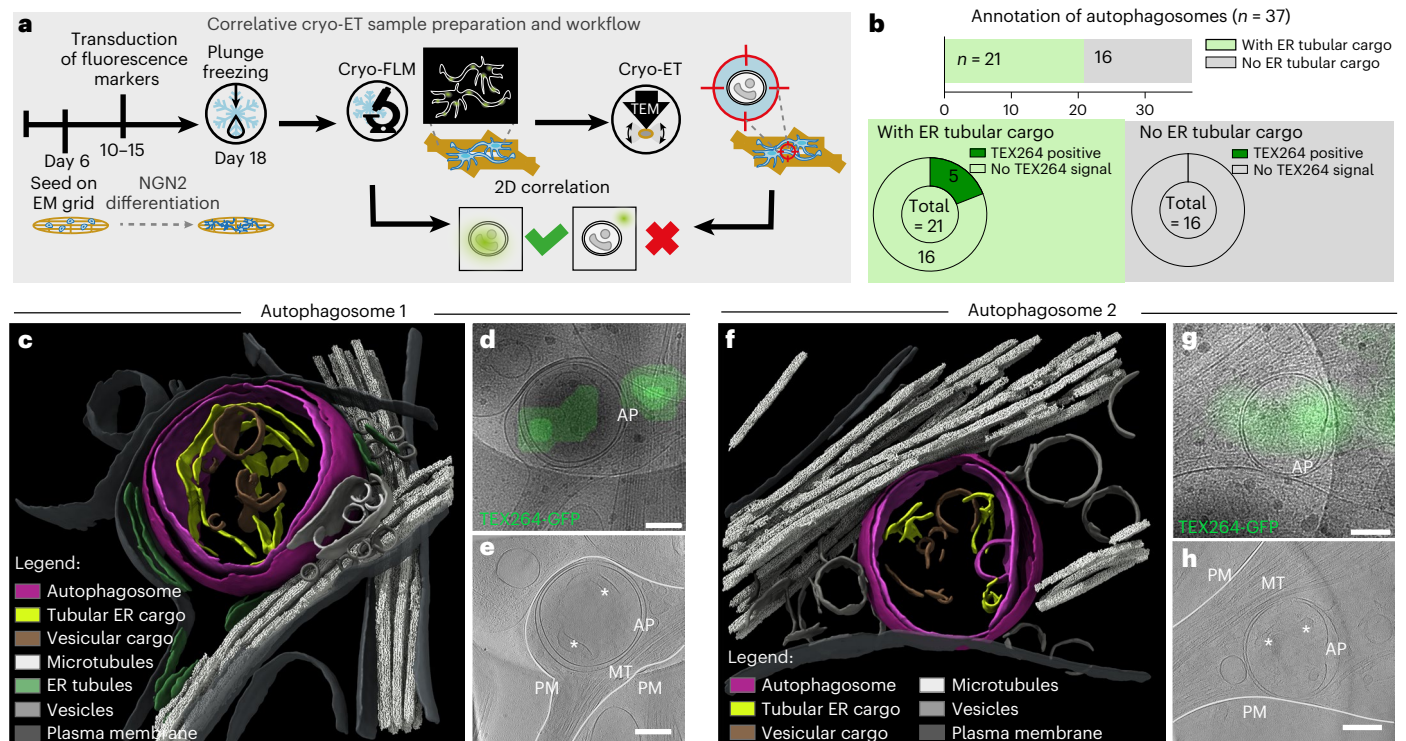 a
Correlative cryo-ET sample preparation and workflow
Transduction
of fluorescence
markers
Plunge
freezing
Cryo-FLM
Cryo-ET
TEM
Day 6
10–15
Day 18
Seed on
EM grid
NGN2
differentiation
2D correlation
b
Annotation of autophagosomes (n = 37)
n = 21
16
With ER tubular cargo
No ER tubular cargo
0
10
20
30
With ER tubular cargo
TEX264 positive
No TEX264 signal
5
Total
= 21
16
No ER tubular cargo
TEX264 positive
No TEX264 signal
Total
= 16
Autophagosome 1
c
Legend:
Autophagosome
Tubular ER cargo
Vesicular cargo
Microtubules
ER tubules
Vesicles
Plasma membrane
d
AP
TEX264-GFP
e
*
*
AP
MT
PM
PM
Autophagosome 2
f
Legend:
Autophagosome
Tubular ER cargo
Vesicular cargo
Microtubules
Vesicles
Plasma membrane
g
AP
TEX264-GFP
h
PM
MT
*
*
AP
PM